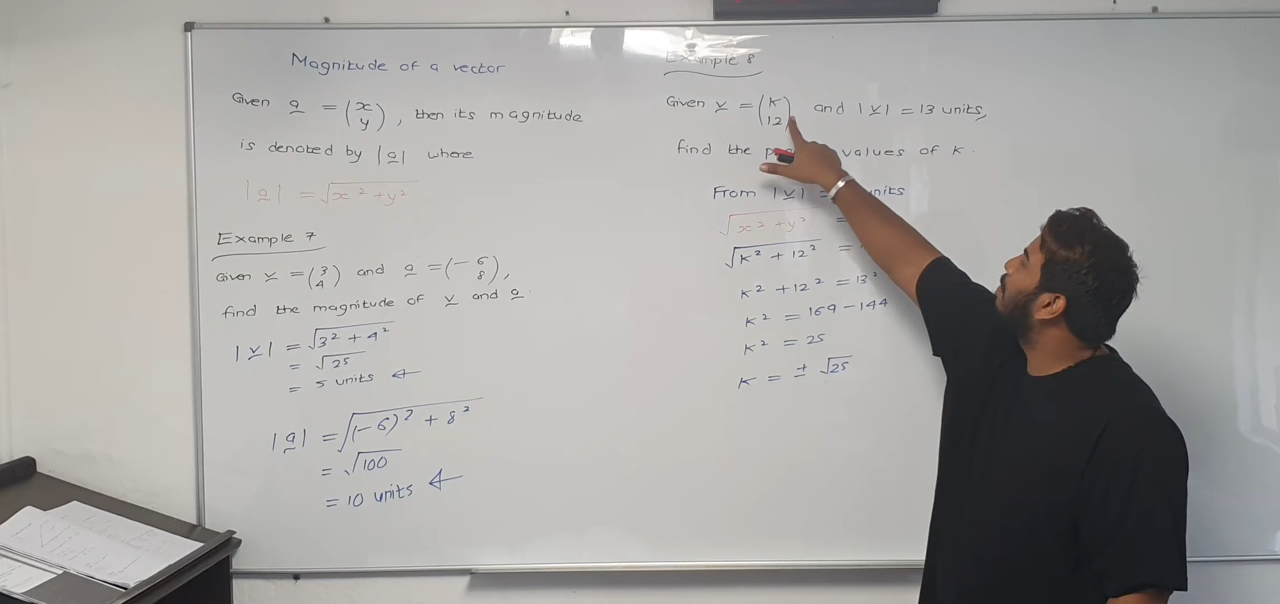 Magnitude of a vector
Given a = (x y), then its magnitude
is denoted by |a| where
|a| = √x² + y²
Example 7
Given v = (3 4) and a = (-6 8),
find the magnitude of v and a.
|v| = √3² + 4²
= √25
= 5 units ←
|a| = √(-6)² + 8²
= √100
= 10 units ←
Example 8
Given v = (k 12) and |v| = 13 units,
find the values of k.
From |v| = units
√x² + y² =
√k² + 12² =
k² + 12² = 13²
k² = 169 - 144
k² = 25
k = ± √25